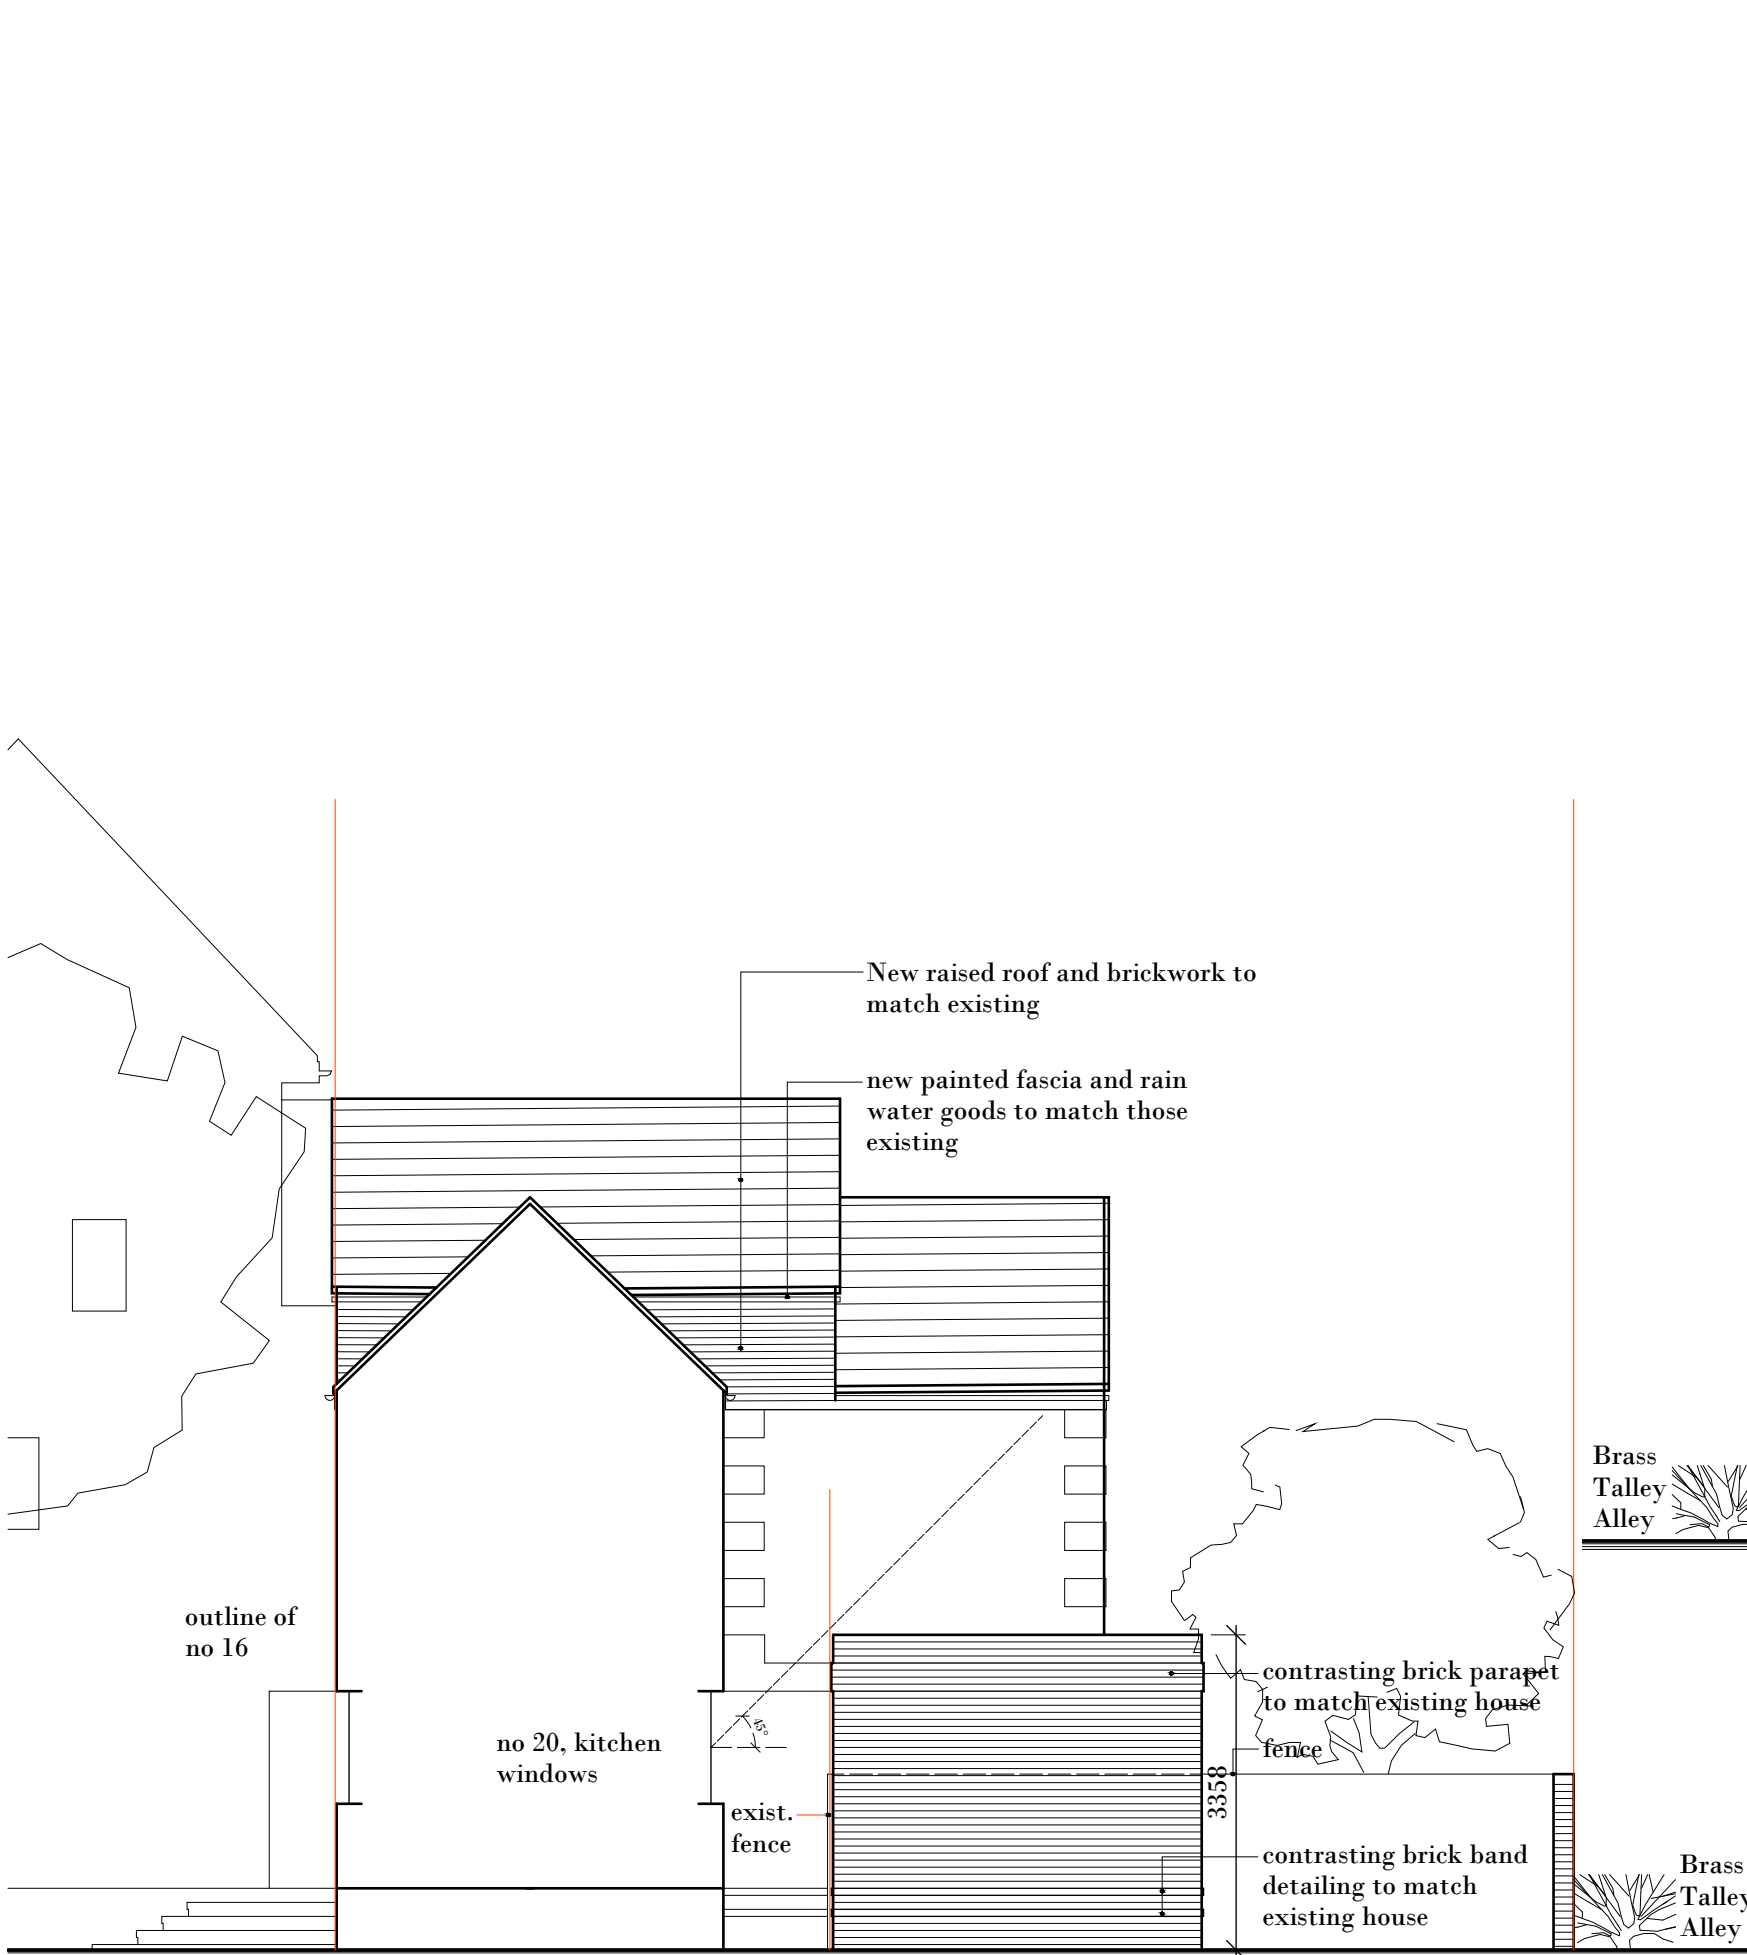 New raised roof and brickwork to
match existing
new painted fascia and rain
water goods to match those
existing
Brass
Talley
Alley
outline of
no 16
contrasting brick parapet
to match existing house
45°
no 20, kitchen
windows
fence
3358
exist.
fence
contrasting brick band
detailing to match
existing house
Brass
Talley
Alley